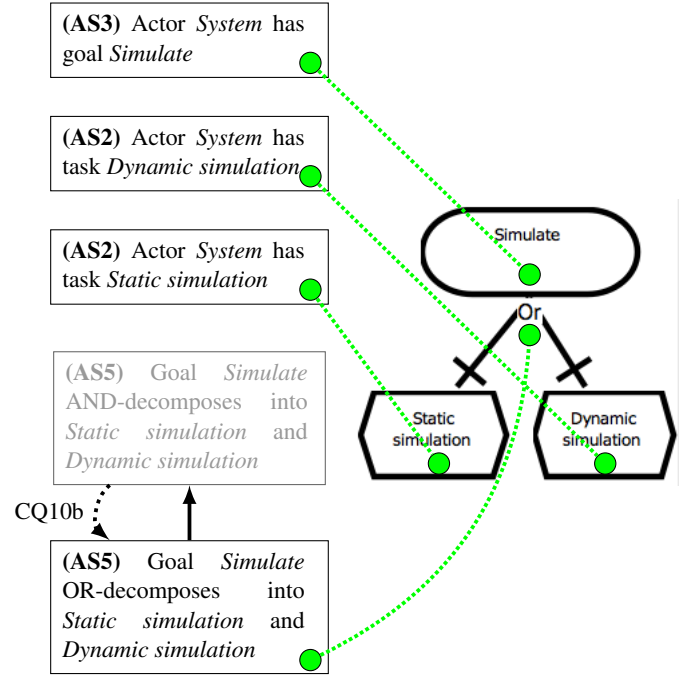 (AS3) Actor System has
goal Simulate
(AS2) Actor System has
task Dynamic simulation
(AS2) Actor System has
task Static simulation
(AS5) Goal Simulate
AND-decomposes into
Static simulation and
Dynamic simulation
CQ10b
(AS5) Goal Simulate
OR-decomposes into
Static simulation and
Dynamic simulation
Simulate
Or
Static
simulation
Dynamic
simulation